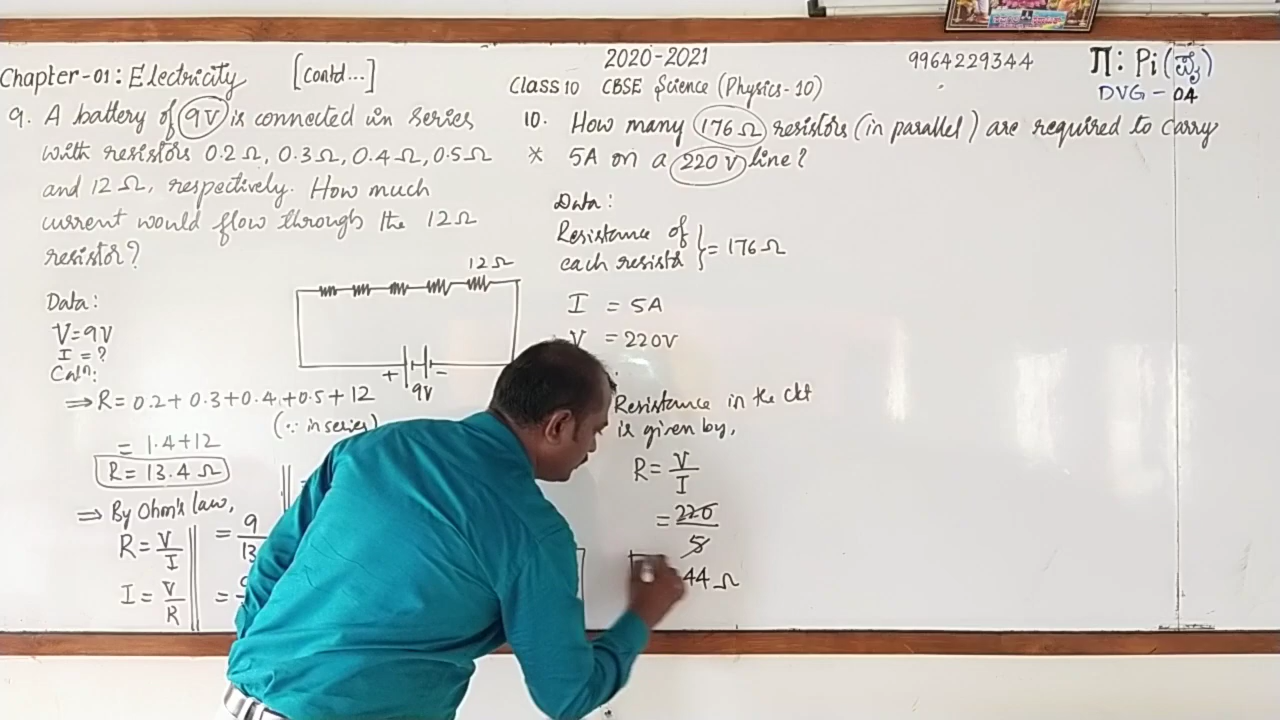 2020-2021
9964229344
Π: Pi (ಪೈ)
DVG - 04
Chapter-01: Electricity [Contd...]
Class 10 CBSE Science (Physics-10)
9. A battery of 9V is connected in series
with resistors 0.2 Ω, 0.3 Ω, 0.4 Ω, 0.5 Ω
and 12 Ω, respectively. How much
current would flow through the 12 Ω
resistor?
12 Ω
+ -
9V
Data:
V=9V
I = ?
Caln:
⇒ R= 0.2+ 0.3+0.4+0.5+12
(∵ in series)
= 1.4+12
R= 13.4 Ω
⇒ By Ohm's law,
R= V/I
I = V/R
= 9
10. How many 176 Ω resistors (in parallel) are required to carry
* 5A on a 220 V line?
Data:
Resistance of
each resistor } = 176 Ω
I = 5A
V = 220V
Resistance in the ckt
is given by,
R= V/I
= 220/5
44 Ω